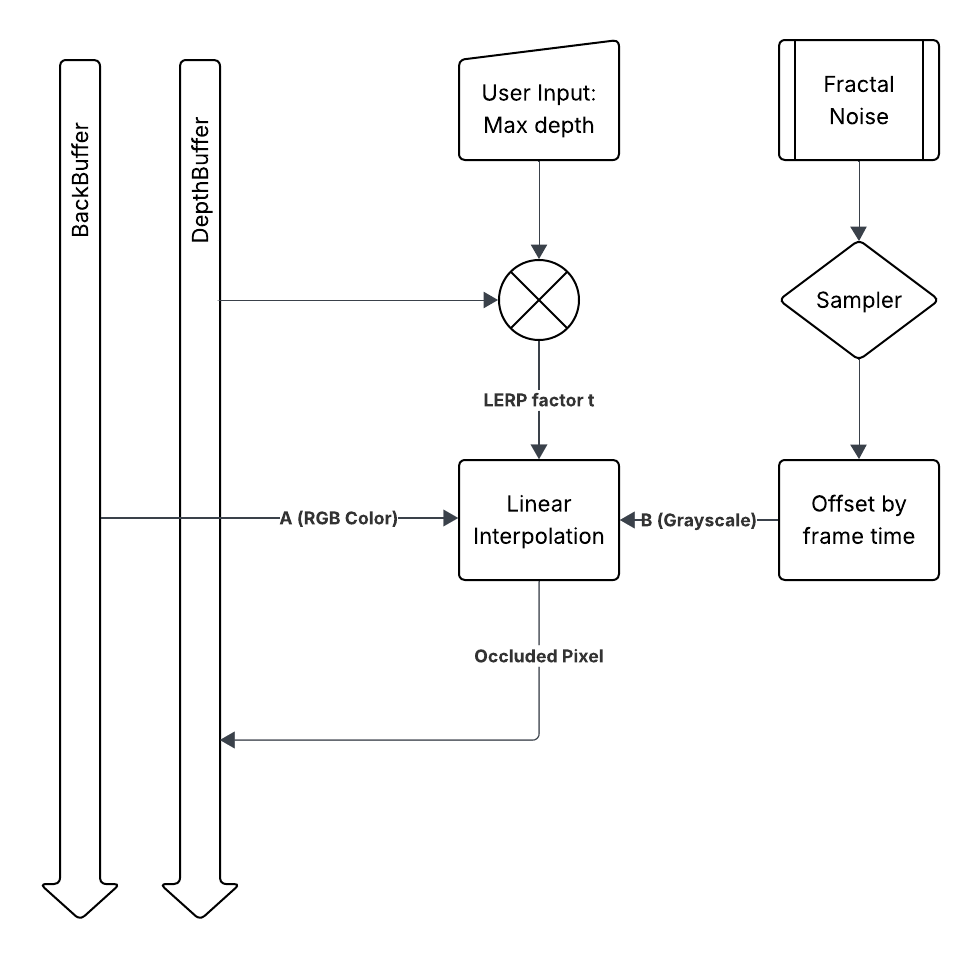 BackBuffer
DepthBuffer
User Input:
Max depth
Fractal
Noise
Sampler
LERP factor t
A (RGB Color)
Linear
Interpolation
B (Grayscale)
Offset by
frame time
Occluded Pixel